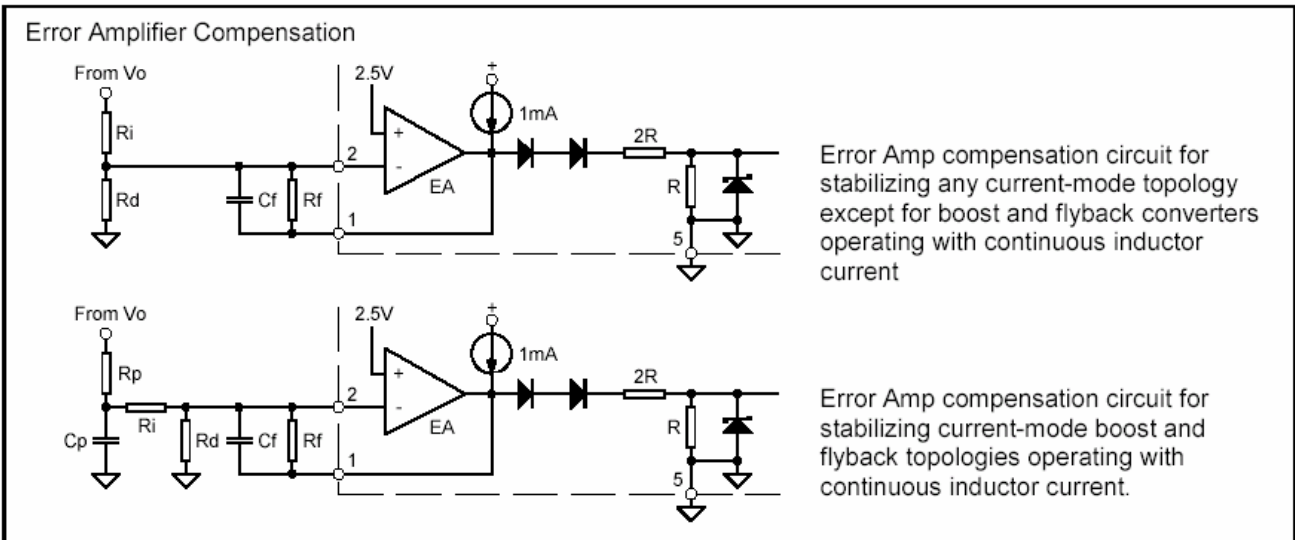 Error Amplifier Compensation
From Vo
2.5V
+
1mA
Ri
2
+
-
EA
2R
Rd
Cf
Rf
1
R
5
Error Amp compensation circuit for
stabilizing any current-mode topology
except for boost and flyback converters
operating with continuous inductor
current
From Vo
2.5V
+
1mA
Rp
2
+
-
EA
2R
Cp
Ri
Rd
Cf
Rf
1
R
5
Error Amp compensation circuit for
stabilizing current-mode boost and
flyback topologies operating with
continuous inductor current.